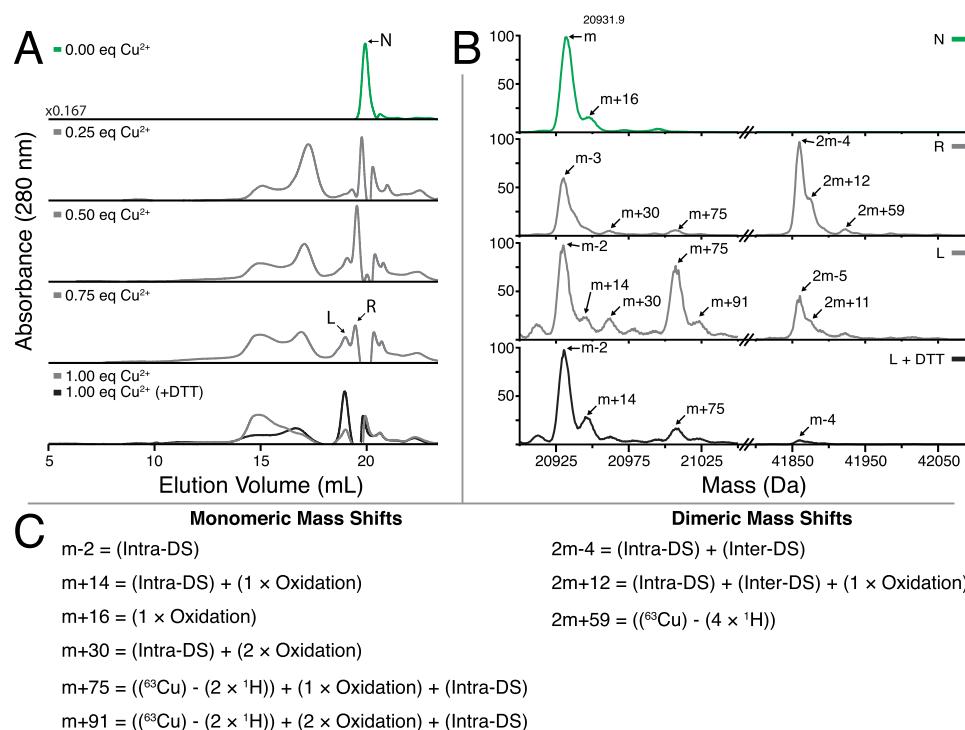 A
0.00 eq Cu²⁺
N
x0.167
0.25 eq Cu²⁺
0.50 eq Cu²⁺
0.75 eq Cu²⁺
L
R
1.00 eq Cu²⁺
1.00 eq Cu²⁺ (+DTT)
Absorbance (280 nm)
5 10 15 20
Elution Volume (mL)
B
20931.9
100
50
m
m+16
N
100
50
m-3
m+30
m+75
2m-4
2m+12
2m+59
R
100
50
m-2
m+14
m+30
m+75
m+91
2m-5
2m+11
L
100
50
m-2
m+14
m+75
m-4
L + DTT
20925 20975 21025 41850 41950 42050
Mass (Da)
C
Monomeric Mass Shifts
m-2 = (Intra-DS)
m+14 = (Intra-DS) + (1 × Oxidation)
m+16 = (1 × Oxidation)
m+30 = (Intra-DS) + (2 × Oxidation)
m+75 = ((⁶³Cu) - (2 × ¹H)) + (1 × Oxidation) + (Intra-DS)
m+91 = ((⁶³Cu) - (2 × ¹H)) + (2 × Oxidation) + (Intra-DS)
Dimeric Mass Shifts
2m-4 = (Intra-DS) + (Inter-DS)
2m+12 = (Intra-DS) + (Inter-DS) + (1 × Oxidation)
2m+59 = ((⁶³Cu) - (4 × ¹H))